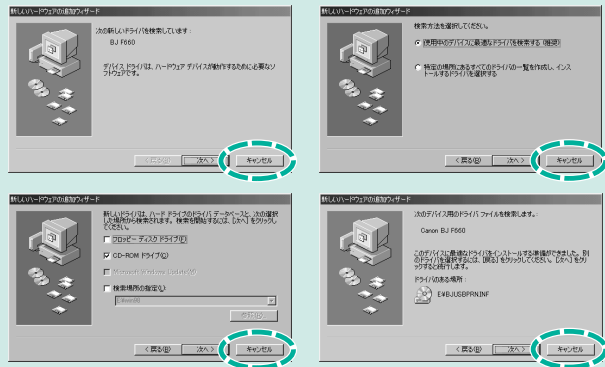 新しいハードウェアの追加ウィザード
次の新しいドライバを検索しています :
BJ F660
デバイス ドライバは、ハードウェア デバイスが動作するために必要なソ
フトウェアです。
< 戻る(B)
次へ >
キャンセル
新しいハードウェアの追加ウィザード
検索方法を選択してください。
使用中のデバイスに最適なドライバを検索する (推奨)
特定の場所にあるすべてのドライバの一覧を作成し、インス
トールするドライバを選択する
< 戻る(B)
次へ >
キャンセル
新しいハードウェアの追加ウィザード
新しいドライバは、ハード ドライブのドライバ データベースと、次の選択
した場所から検索されます。検索を開始するには、[次へ] をクリックし
てください。
フロッピー ディスク ドライブ(F)
CD-ROM ドライブ(C)
Microsoft Windows Update(M)
検索場所の指定(L)
E:¥win98
参照(R)...
< 戻る(B)
次へ >
キャンセル
新しいハードウェアの追加ウィザード
次のデバイス用のドライバ ファイルを検索します。:
Canon BJ F660
このデバイスに最適なドライバをインストールする準備ができました。別
のドライバを選択するには、[戻る] をクリックしてください。[次へ] をクリ
ックすると続行します。
ドライバのある場所 :
E:¥BJUSBPRN.INF
< 戻る(B)
次へ >
キャンセル